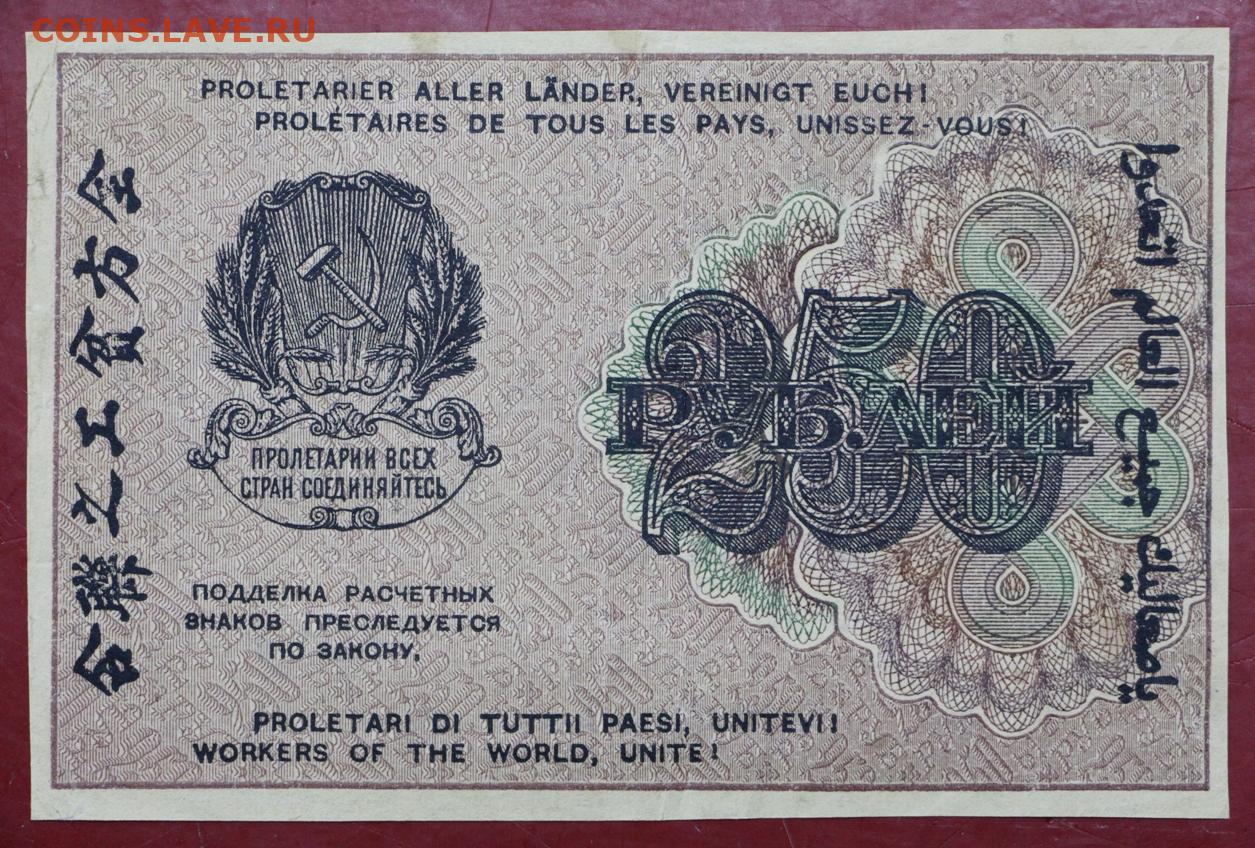 COINS.LAVE.RU
PROLETARIER ALLER LÄNDER, VEREINIGT EUCH!
PROLÉTAIRES DE TOUS LES PAYS, UNISSEZ-VOUS!
250
РУБЛЕЙ
ПРОЛЕТАРИИ ВСЕХ
СТРАН СОЕДИНЯЙТЕСЬ
ПОДДЕЛКА РАСЧЕТНЫХ
ЗНАКОВ ПРЕСЛЕДУЕТСЯ
ПО ЗАКОНУ.
PROLETARI DI TUTTII PAESI, UNITEVI!
WORKERS OF THE WORLD, UNITE!
全方貧工之聯合
العالم جميع